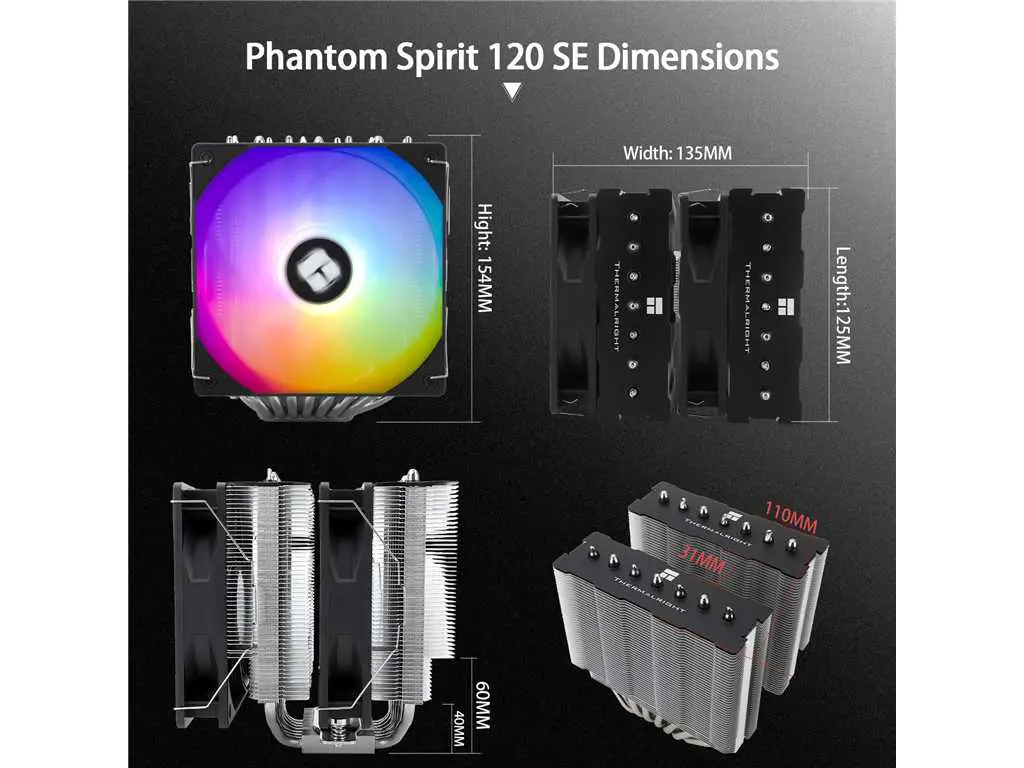 Phantom Spirit 120 SE Dimensions
Hight: 154MM
Width: 135MM
Length:125MM
THERMALRIGHT
THERMALRIGHT
60MM
40MM
110MM
31MM
THERMALRIGHT
THERMALRIGHT